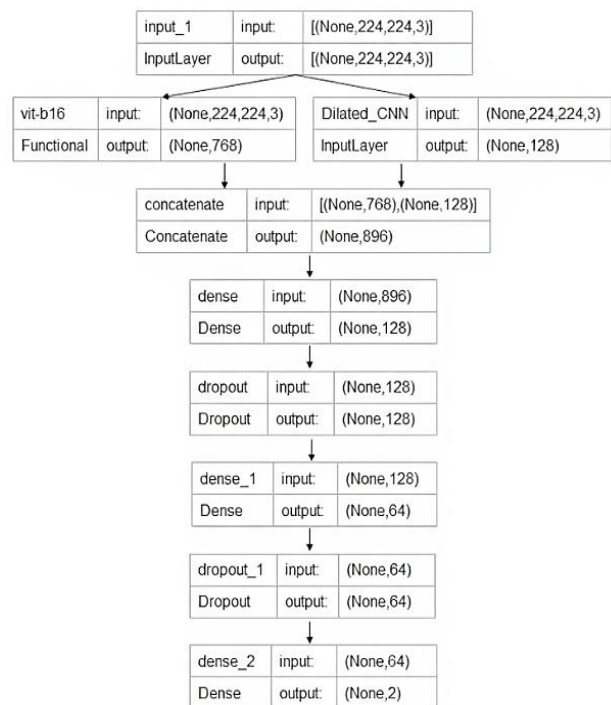 input_1 input: [(None,224,224,3)]
InputLayer output: [(None,224,224,3)]
vit-b16 input: (None,224,224,3)
Functional output: (None,768)
Dilated_CNN input: (None,224,224,3)
InputLayer output: (None,128)
concatenate input: [(None,768),(None,128)]
Concatenate output: (None,896)
dense input: (None,896)
Dense output: (None,128)
dropout input: (None,128)
Dropout output: (None,128)
dense_1 input: (None,128)
Dense output: (None,64)
dropout_1 input: (None,64)
Dropout output: (None,64)
dense_2 input: (None,64)
Dense output: (None,2)